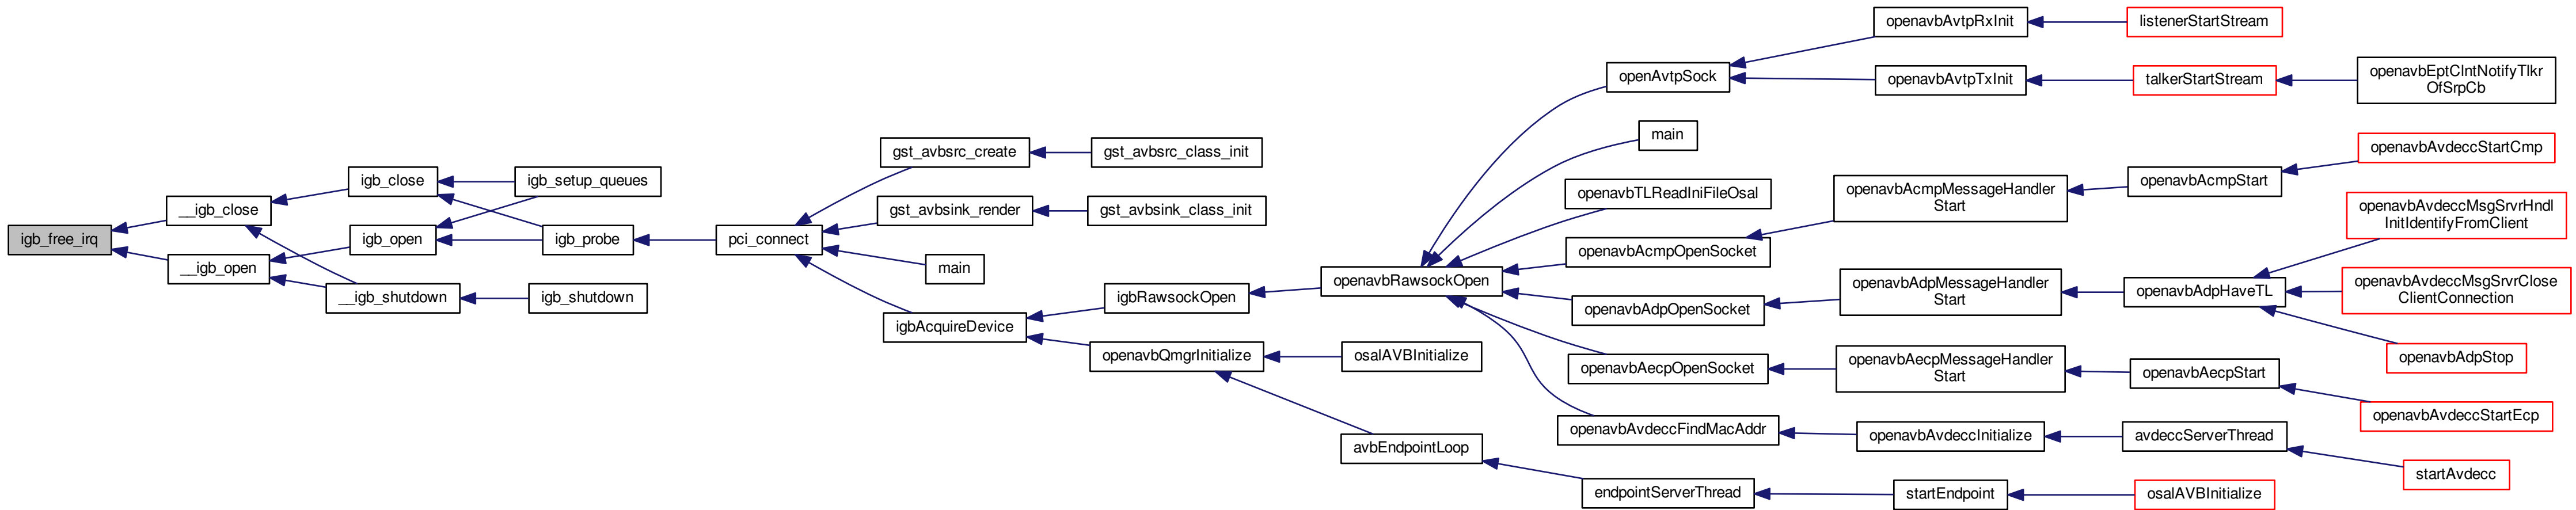 igb_free_irq
__igb_close
__igb_open
igb_close
igb_open
__igb_shutdown
igb_setup_queues
igb_probe
igb_shutdown
pci_connect
gst_avbsrc_create
gst_avbsink_render
main
igbAcquireDevice
gst_avbsrc_class_init
gst_avbsink_class_init
igbRawsockOpen
openavbQmgrInitialize
openavbRawsockOpen
osalAVBInitialize
avbEndpointLoop
openAvtpSock
main
openavbTLReadIniFileOsal
openavbAcmpOpenSocket
openavbAdpOpenSocket
openavbAecpOpenSocket
openavbAvdeccFindMacAddr
endpointServerThread
openavbAvtpRxInit
openavbAvtpTxInit
openavbAcmpMessageHandler
Start
openavbAdpMessageHandler
Start
openavbAecpMessageHandler
Start
openavbAvdeccInitialize
startEndpoint
listenerStartStream
talkerStartStream
openavbAcmpStart
openavbAdpHaveTL
openavbAecpStart
avdeccServerThread
osalAVBInitialize
openavbEptClntNotifyTlkr
OfSrpCb
openavbAvdeccStartCmp
openavbAvdeccMsgSrvrHndl
InitIdentifyFromClient
openavbAvdeccMsgSrvrClose
ClientConnection
openavbAdpStop
openavbAvdeccStartEcp
startAvdecc